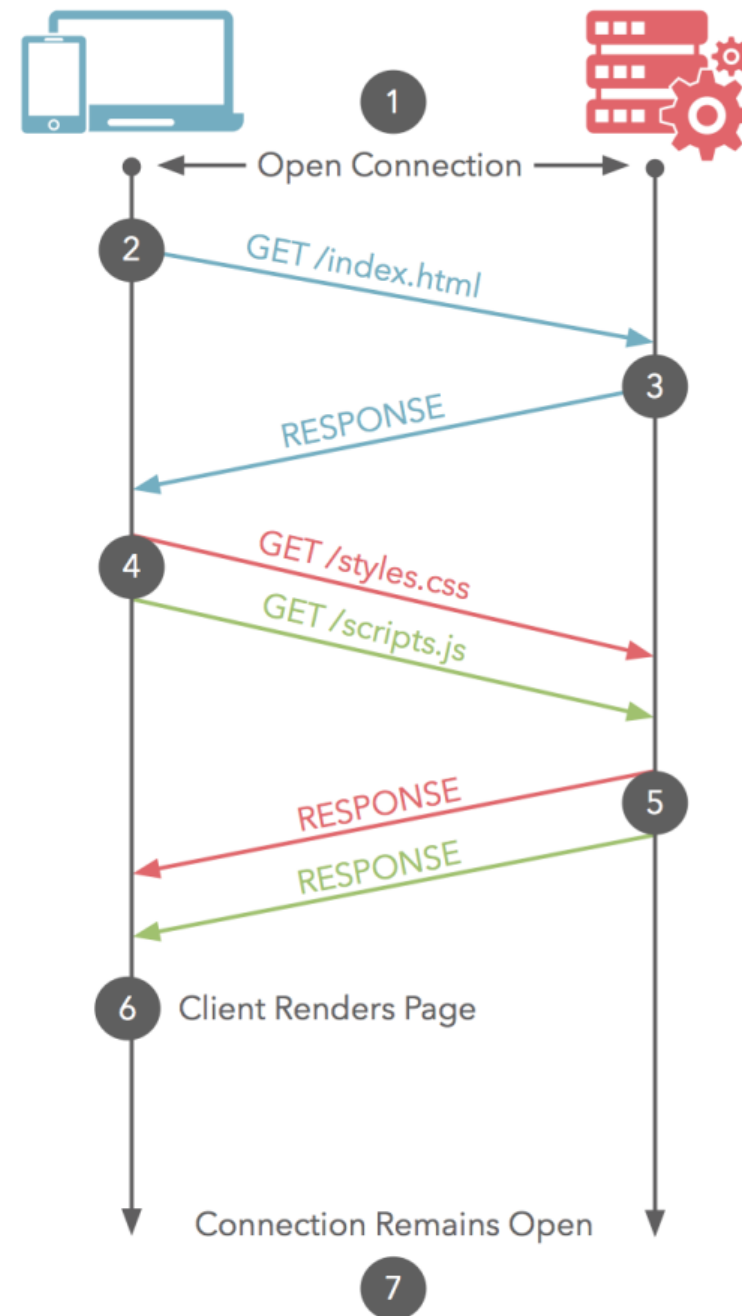 1
Open Connection
2
GET /index.html
3
RESPONSE
4
GET /styles.css
GET /scripts.js
5
RESPONSE
RESPONSE
6
Client Renders Page
Connection Remains Open
7